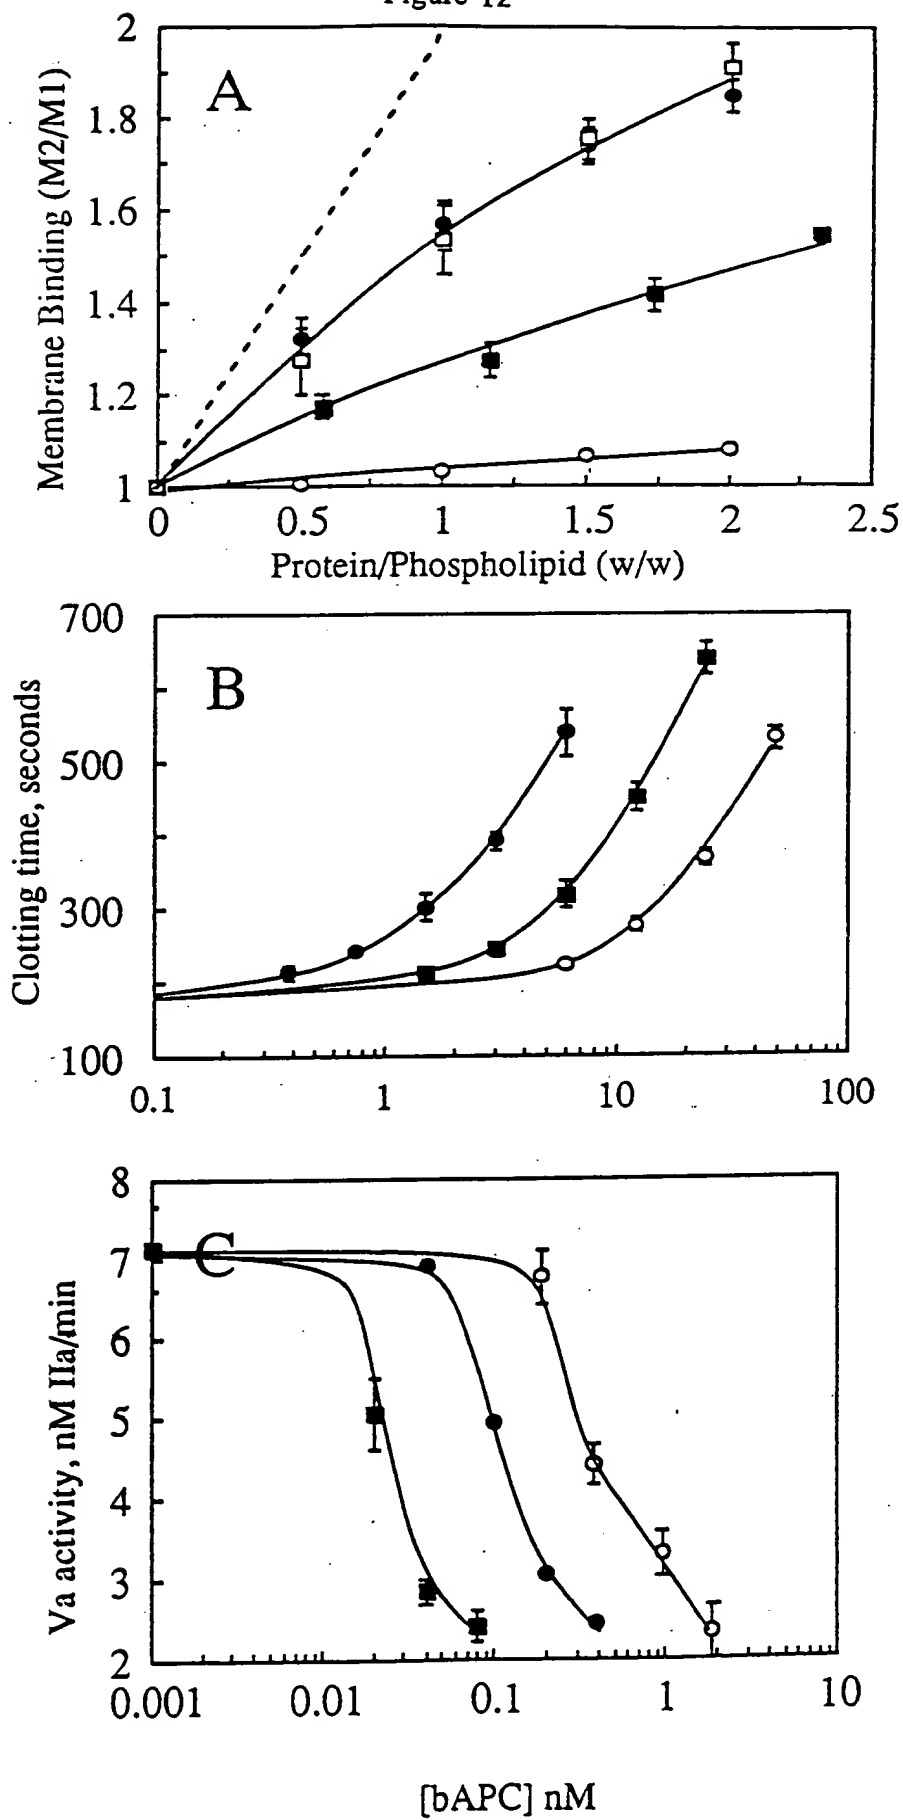 Figure 12
2
A
1.8
1.6
1.4
1.2
1
Membrane Binding (M2/M1)
0 0.5 1 1.5 2 2.5
Protein/Phospholipid (w/w)
700
B
500
300
100
Clotting time, seconds
0.1 1 10 100
8
7
C
6
5
4
3
2
Va activity, nM IIa/min
0.001 0.01 0.1 1 10
[bAPC] nM